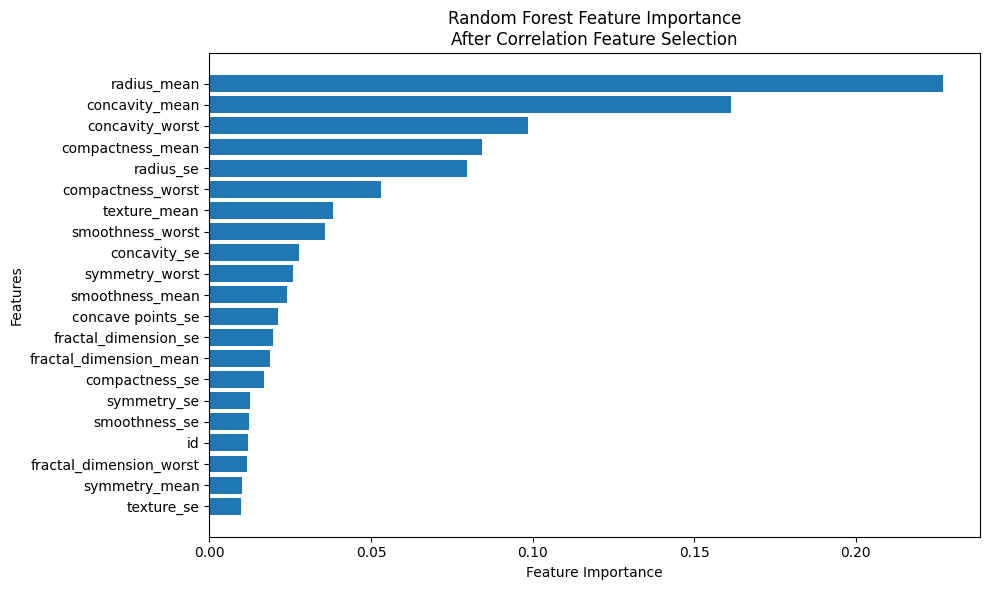 Random Forest Feature Importance
After Correlation Feature Selection
Features
radius_mean
concavity_mean
concavity_worst
compactness_mean
radius_se
compactness_worst
texture_mean
smoothness_worst
concavity_se
symmetry_worst
smoothness_mean
concave points_se
fractal_dimension_se
fractal_dimension_mean
compactness_se
symmetry_se
smoothness_se
id
fractal_dimension_worst
symmetry_mean
texture_se
0.00 0.05 0.10 0.15 0.20
Feature Importance